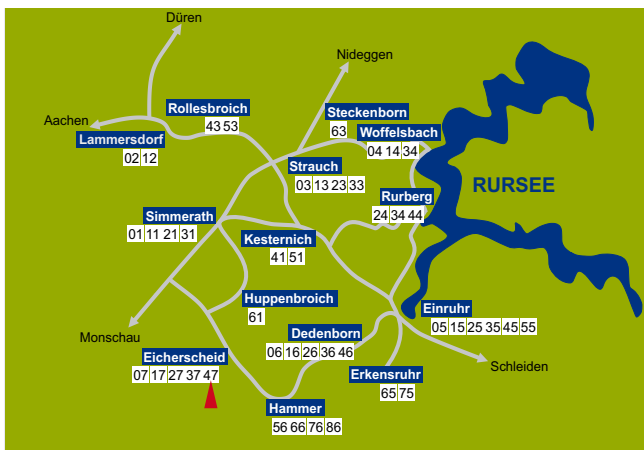 Düren
Nideggen
Aachen
Rollesbroich
43 53
Steckenborn
63
Woffelsbach
04 14 34
Lammersdorf
02 12
Strauch
03 13 23 33
RURSEE
Rurberg
24 34 44
Simmerath
01 11 21 31
Kesternich
41 51
Huppenbroich
61
Einruhr
05 15 25 35 45 55
Monschau
Dedenborn
06 16 26 36 46
Eicherscheid
07 17 27 37 47
Schleiden
Erkensruhr
65 75
Hammer
56 66 76 86